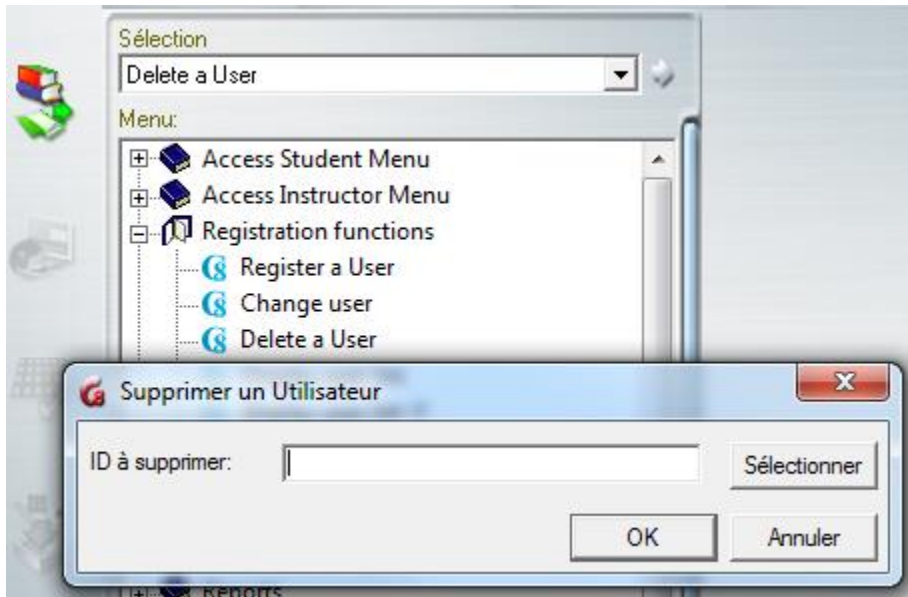 Sélection
Delete a User
Menu:
Access Student Menu
Access Instructor Menu
Registration functions
Register a User
Change user
Delete a User
Supprimer un Utilisateur
ID à supprimer:
Sélectionner
OK
Annuler
Reports